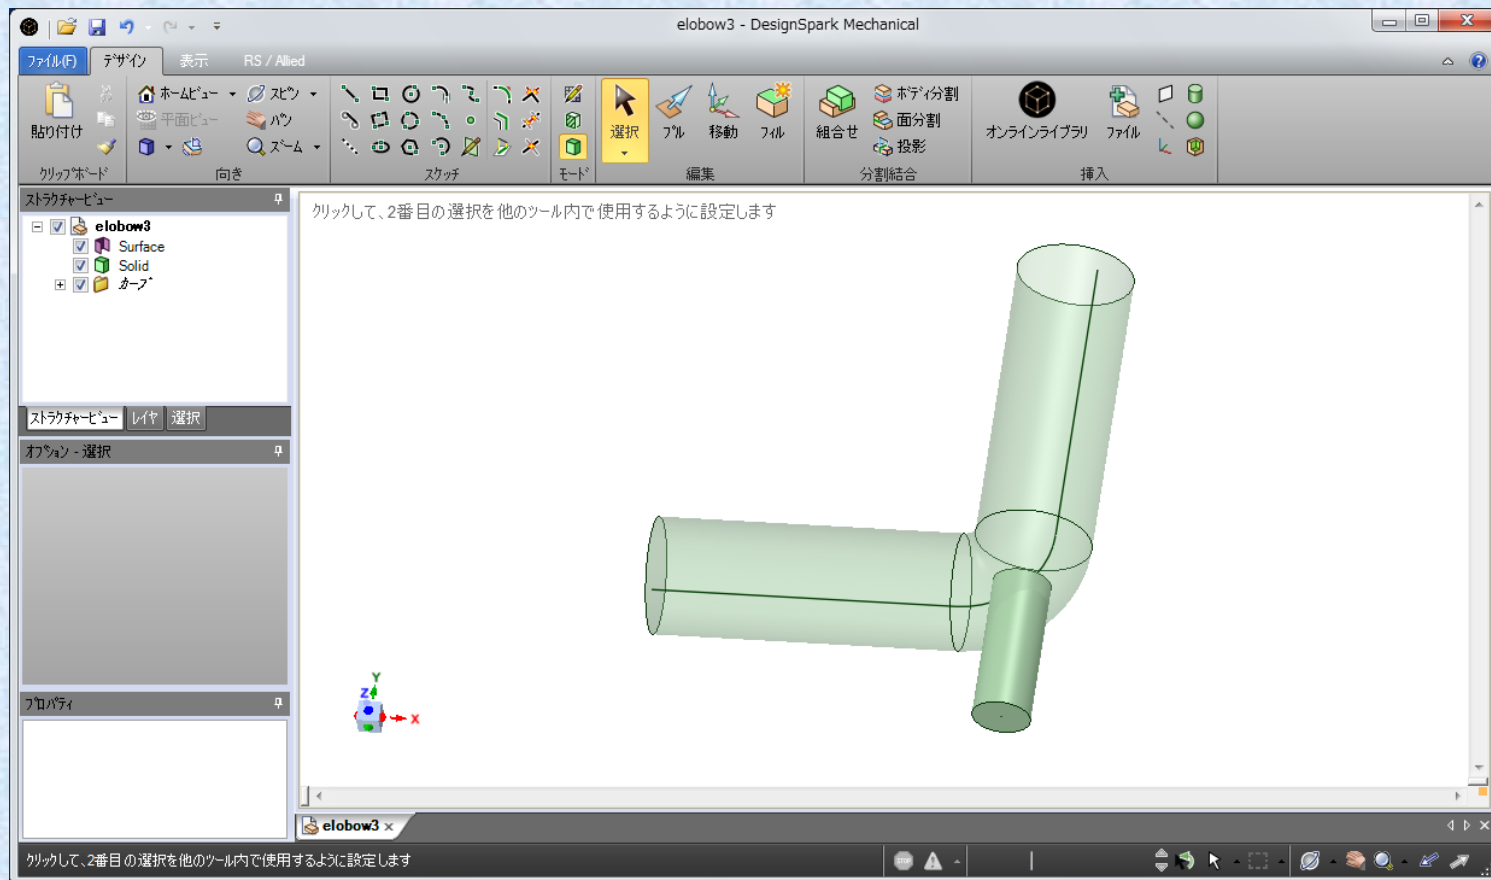 elobow3 - DesignSpark Mechanical
ファイル(F) デザイン 表示 RS / Allied
ホームビュー スピン
平面ビュー パン
ズーム
貼り付け
選択 プル 移動 フィル
組合せ
ボディ分割
面分割
投影
オンラインライブラリ ファイル
クリップボード 向き スケッチ モード 編集 分割結合 挿入
ストラクチャービュー
elobow3
Surface
Solid
カーブ
ストラクチャービュー レイヤ 選択
オプション - 選択
プロパティ
クリックして、2番目の選択を他のツール内で使用するように設定します
Y
Z
X
elobow3
クリックして、2番目の選択を他のツール内で使用するように設定します
STOP